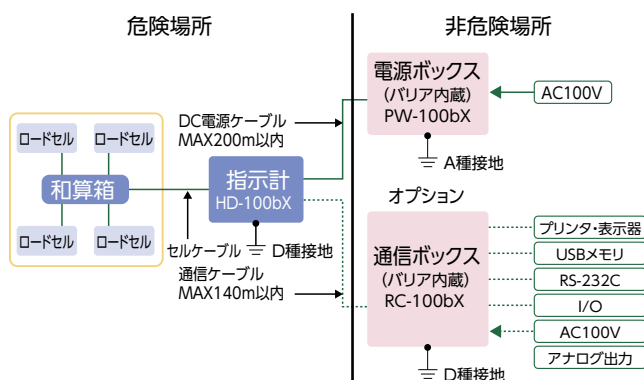 危険場所
非危険場所
電源ボックス
(バリア内蔵)
PW-100bX
AC100V
DC電源ケーブル
MAX200m以内
A種接地
ロードセル
ロードセル
和算箱
ロードセル
ロードセル
指示計
HD-100bX
セルケーブル
D種接地
通信ケーブル
MAX140m以内
オプション
通信ボックス
(バリア内蔵)
RC-100bX
D種接地
プリンタ・表示器
USBメモリ
RS-232C
I/O
AC100V
アナログ出力